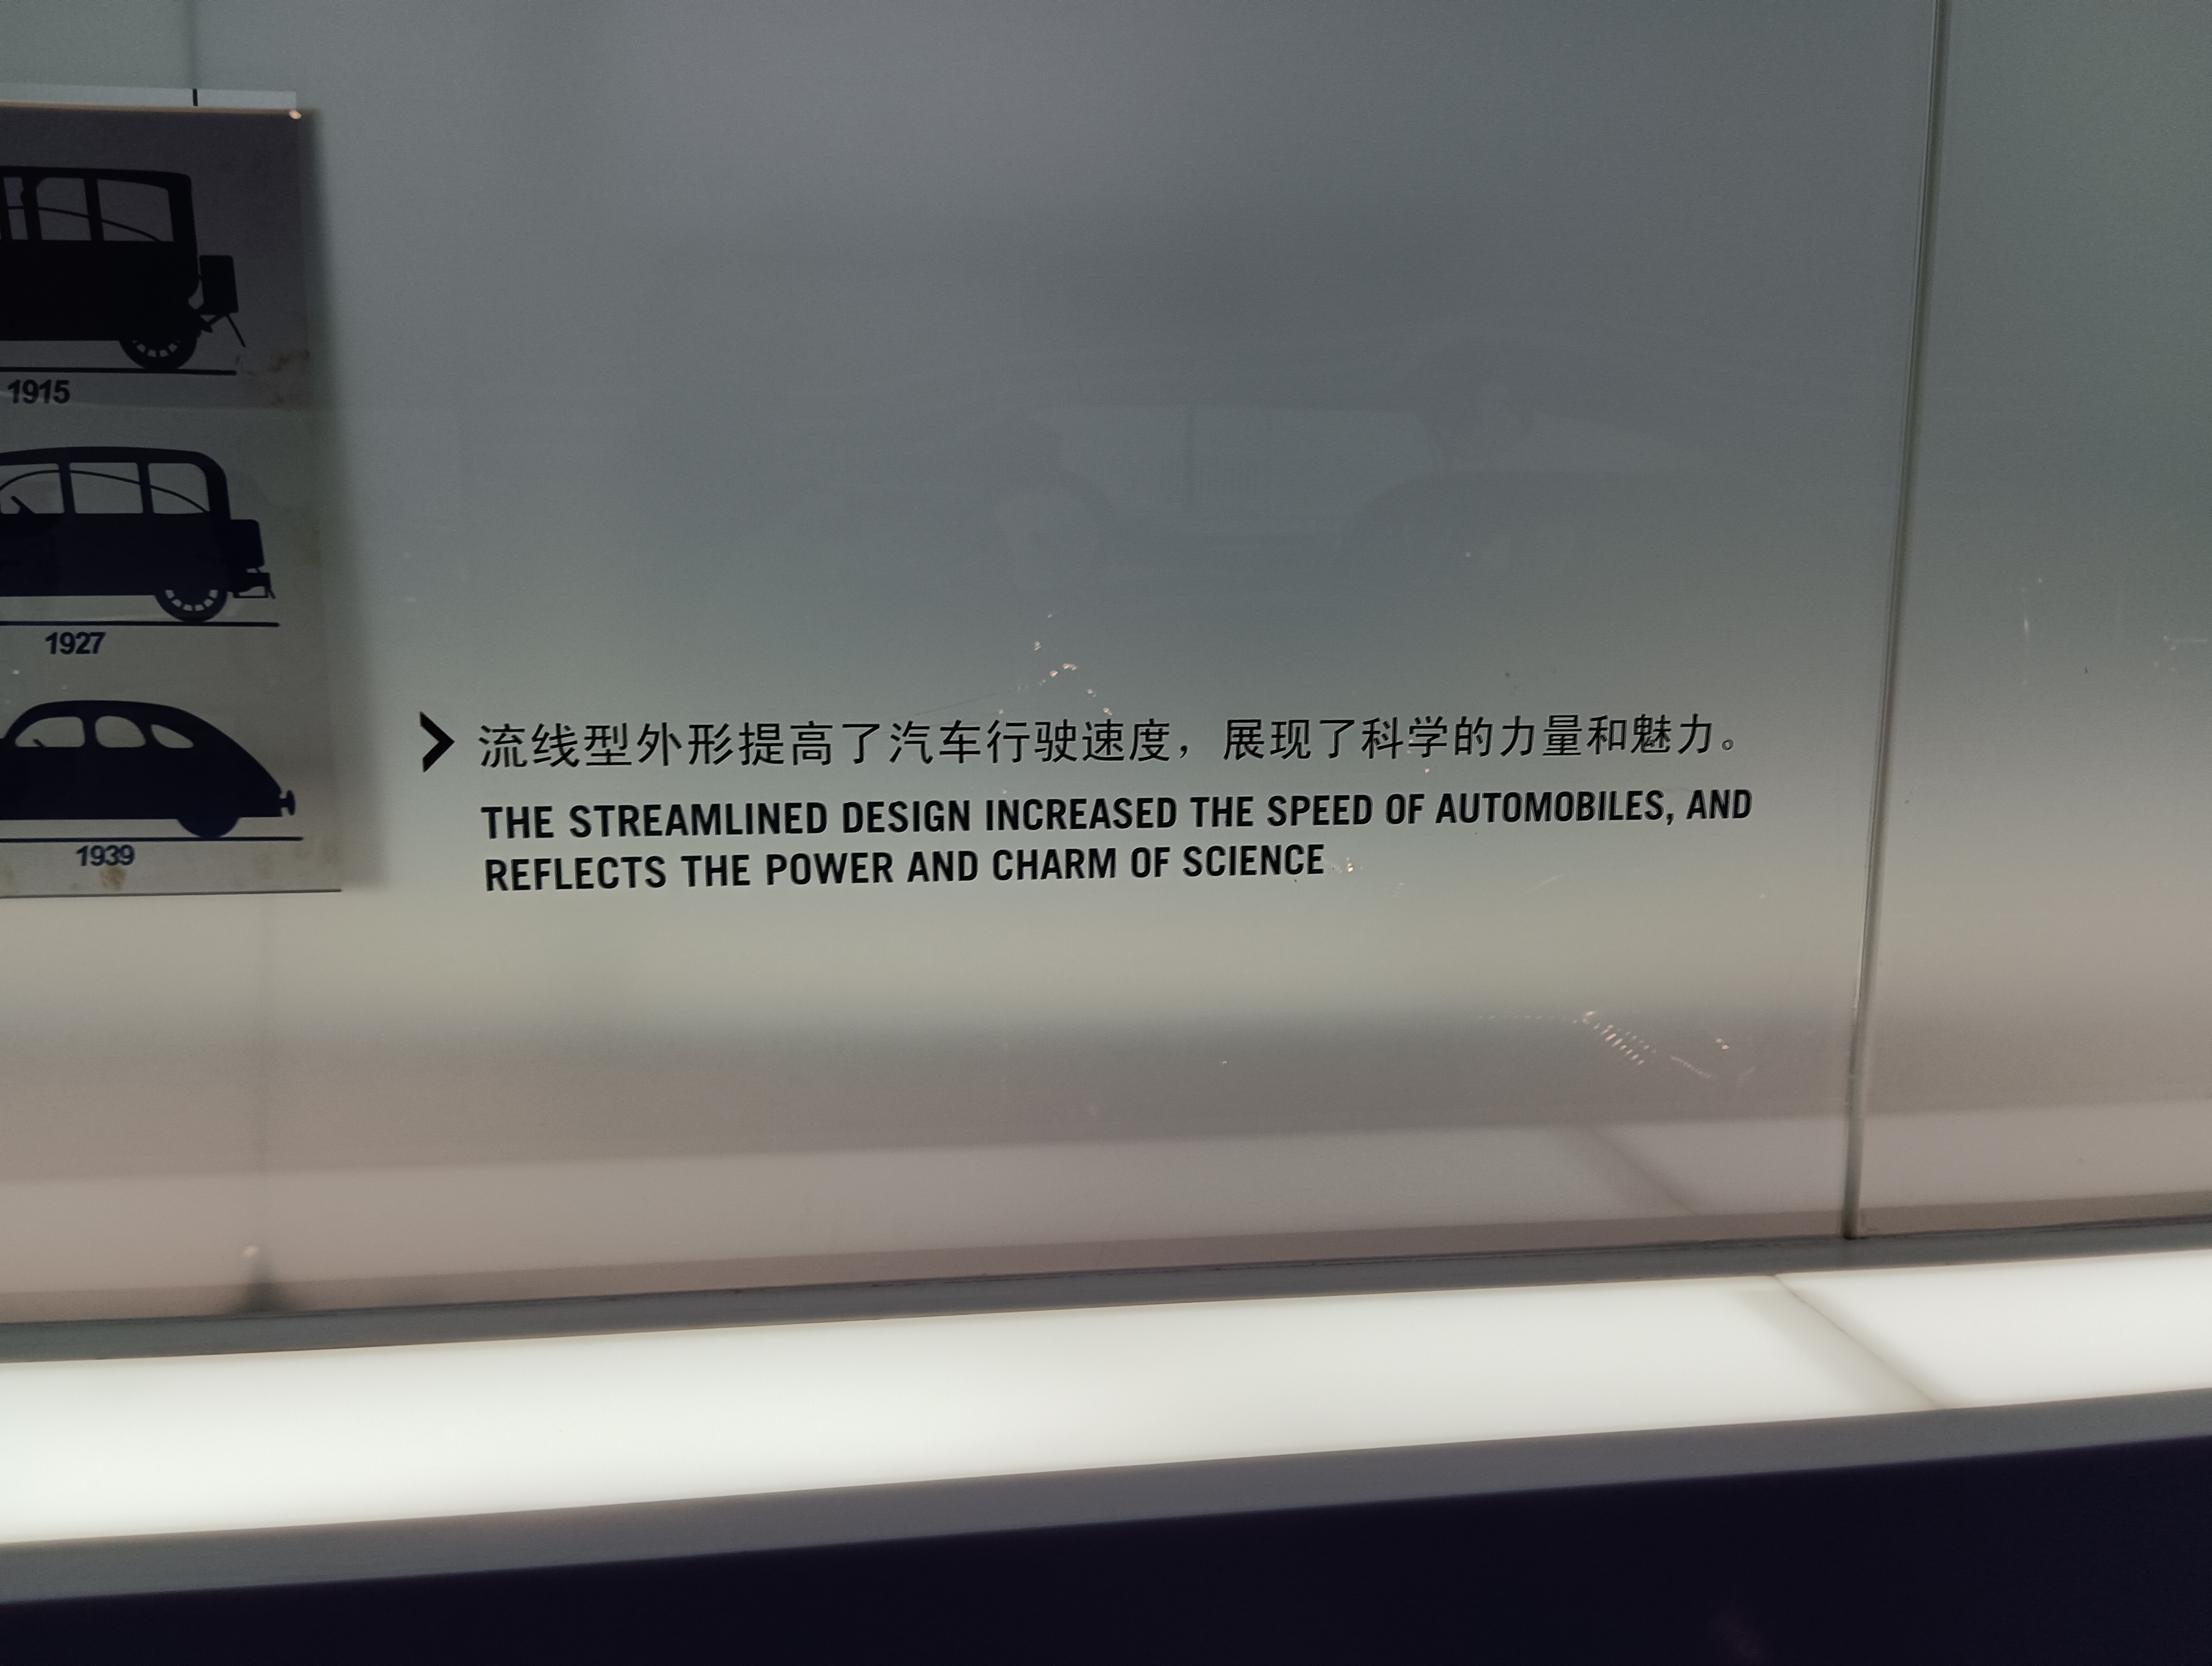 1915
1927
1939
流线型外形提高了汽车行驶速度，展现了科学的力量和魅力。
THE STREAMLINED DESIGN INCREASED THE SPEED OF AUTOMOBILES, AND
REFLECTS THE POWER AND CHARM OF SCIENCE